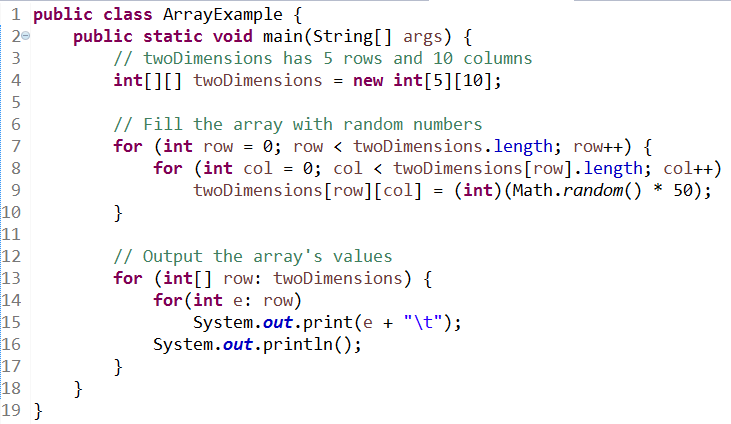 1 public class ArrayExample {
2 public static void main(String[] args) {
3 // twoDimensions has 5 rows and 10 columns
4 int[][] twoDimensions = new int[5][10];
5
6 // Fill the array with random numbers
7 for (int row = 0; row < twoDimensions.length; row++) {
8 for (int col = 0; col < twoDimensions[row].length; col++)
9 twoDimensions[row][col] = (int)(Math.random() * 50);
10 }
11
12 // Output the array's values
13 for (int[] row: twoDimensions) {
14 for(int e: row)
15 System.out.print(e + "\t");
16 System.out.println();
17 }
18 }
19 }